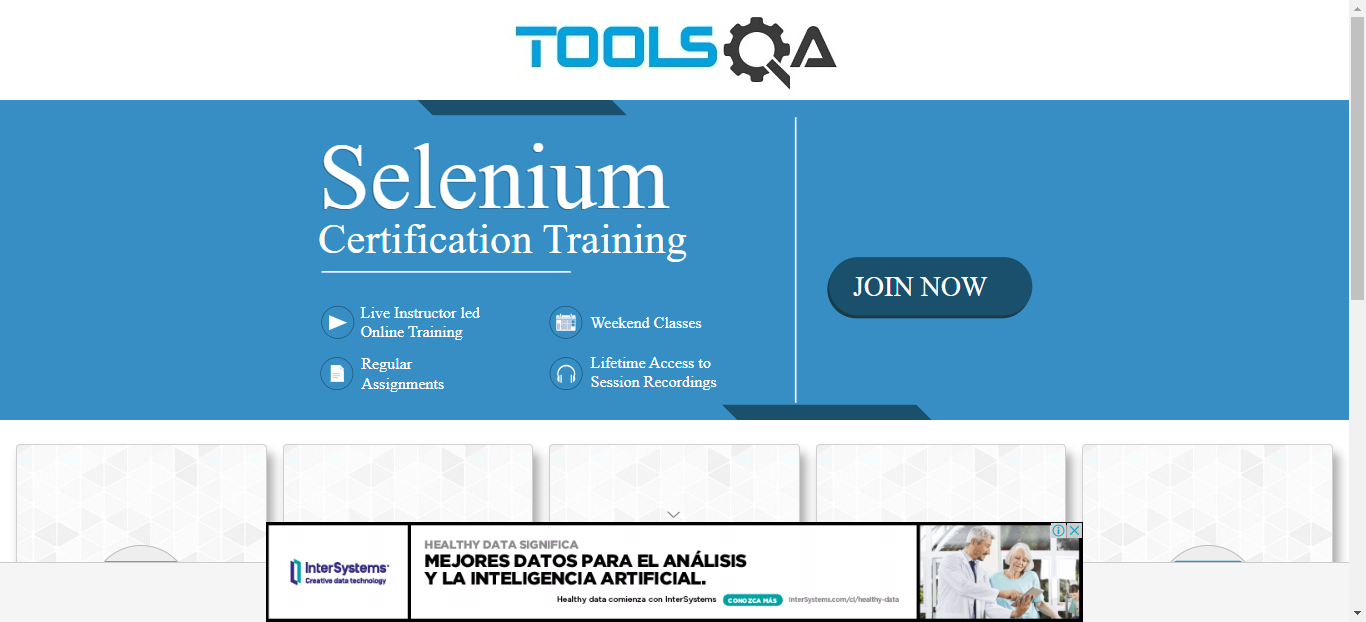 TOOLSQA
Selenium
Certification Training
JOIN NOW
Live Instructor led
Online Training
Weekend Classes
Regular
Assignments
Lifetime Access to
Session Recordings
InterSystems
Creative data technology
HEALTHY DATA SIGNIFICA
MEJORES DATOS PARA EL ANÁLISIS
Y LA INTELIGENCIA ARTIFICIAL.
Healthy data comienza con InterSystems CONOZCA MÁS InterSystems.com/cl/healthy-data